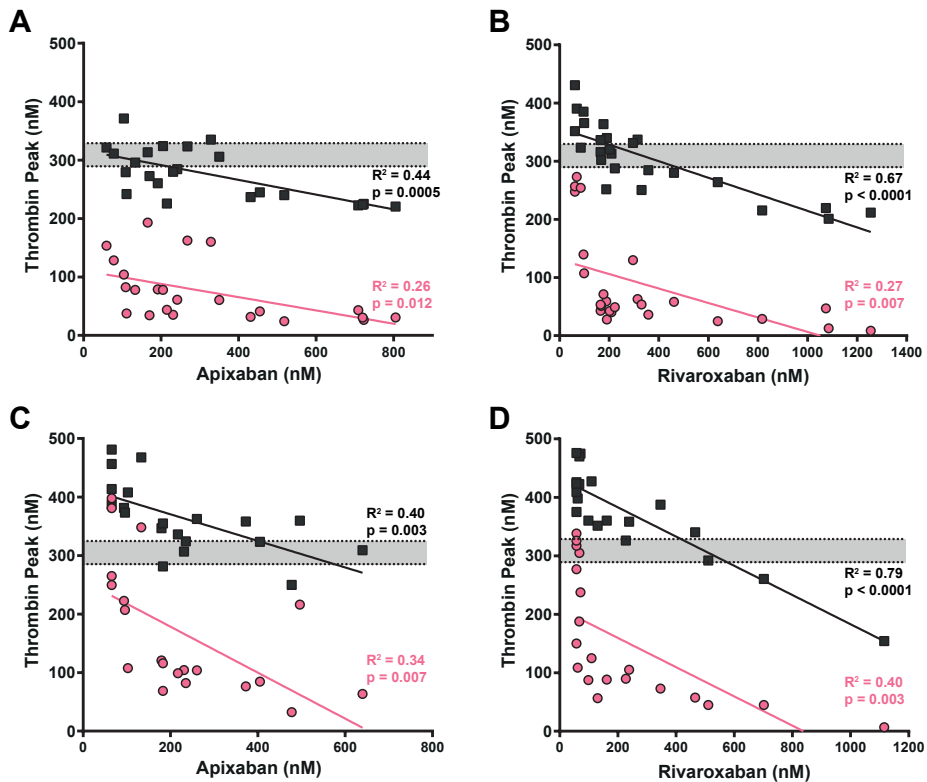 A
500
400
300
200
100
0
Thrombin Peak (nM)
R² = 0.44
p = 0.0005
R² = 0.26
p = 0.012
0 200 400 600 800
Apixaban (nM)
B
500
400
300
200
100
0
Thrombin Peak (nM)
R² = 0.67
p < 0.0001
R² = 0.27
p = 0.007
0 200 400 600 800 1000 1200 1400
Rivaroxaban (nM)
C
500
400
300
200
100
0
Thrombin Peak (nM)
R² = 0.40
p = 0.003
R² = 0.34
p = 0.007
0 200 400 600 800
Apixaban (nM)
D
500
400
300
200
100
0
Thrombin Peak (nM)
R² = 0.79
p < 0.0001
R² = 0.40
p = 0.003
0 200 400 600 800 1000 1200
Rivaroxaban (nM)